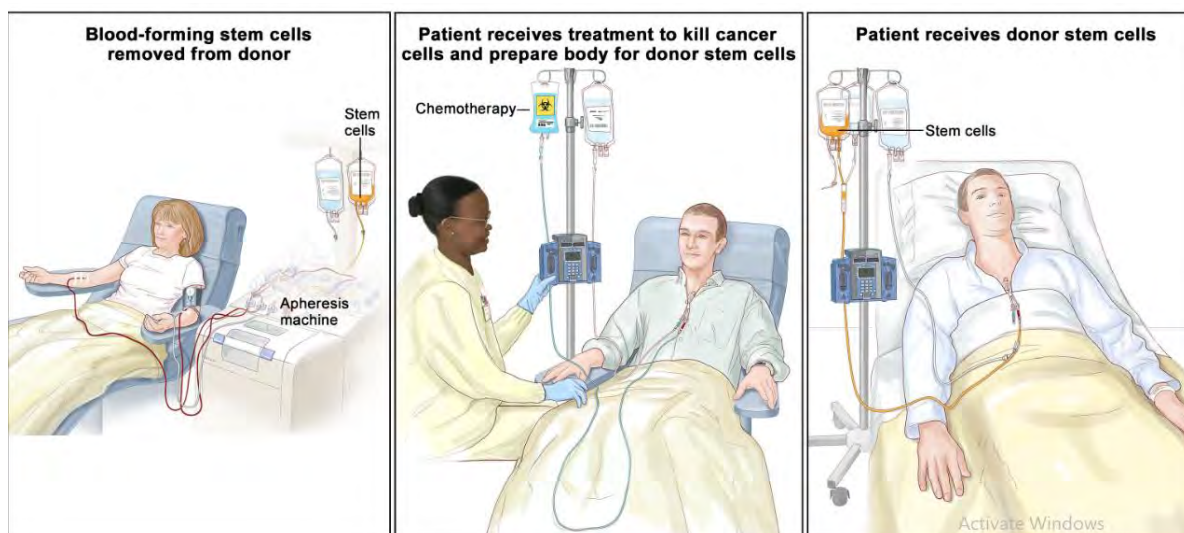 Blood-forming stem cells
removed from donor
Stem
cells
Apheresis
machine
Patient receives treatment to kill cancer
cells and prepare body for donor stem cells
Chemotherapy
Patient receives donor stem cells
Stem cells
Activate Windows